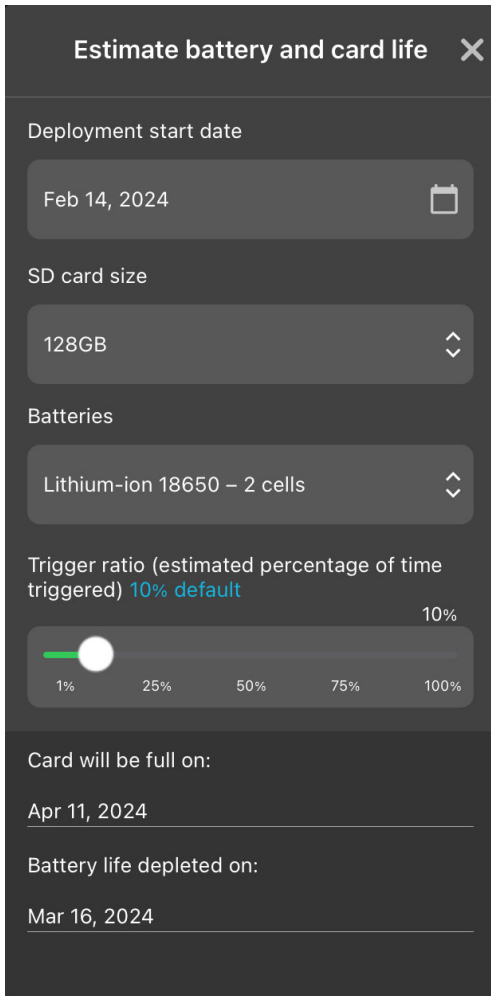 Estimate battery and card life
Deployment start date
Feb 14, 2024
SD card size
128GB
Batteries
Lithium-ion 18650 – 2 cells
Trigger ratio (estimated percentage of time
triggered) 10% default
10%
1% 25% 50% 75% 100%
Card will be full on:
Apr 11, 2024
Battery life depleted on:
Mar 16, 2024